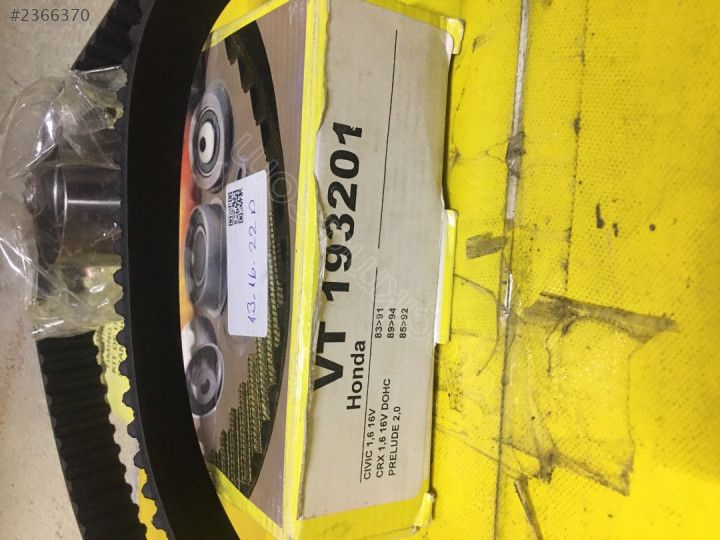 #2366370
VT 193201
Honda
CIVIC 1,6 16V 83>91
CRX 1,6 16V DOHC 89>94
PRELUDE 2,0 85>92